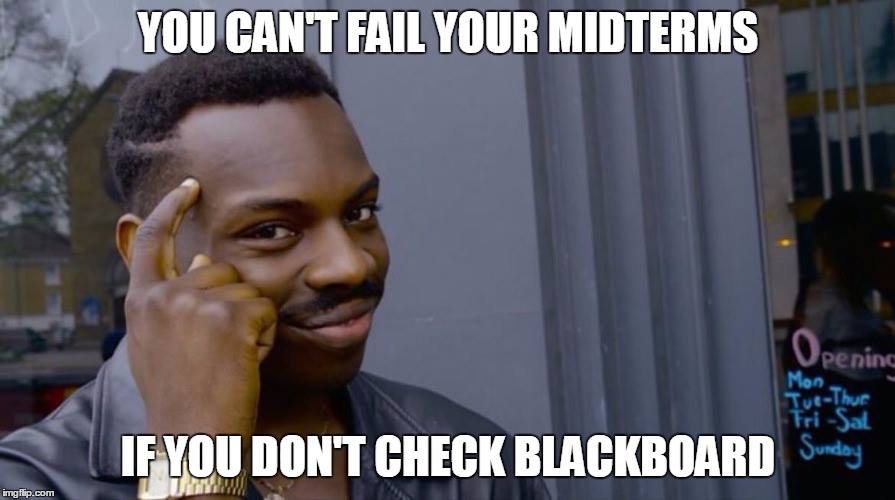 YOU CAN'T FAIL YOUR MIDTERMS
IF YOU DON'T CHECK BLACKBOARD
Opening
Mon
Tue-Thur
Fri -Sat
Sunday
imgflip.com